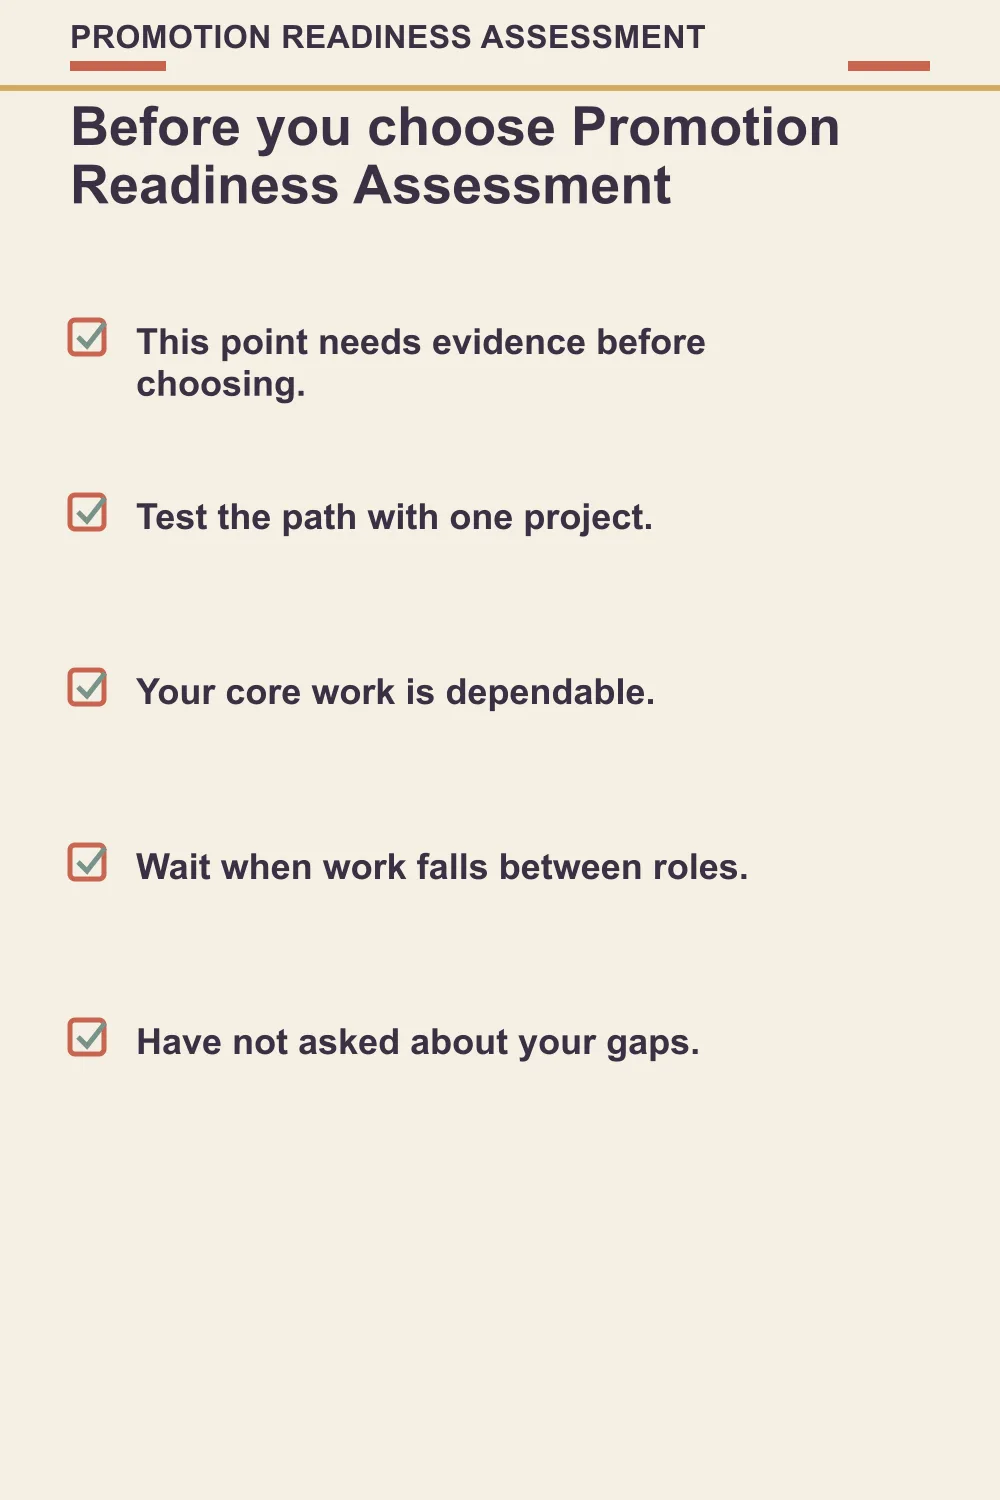 PROMOTION READINESS ASSESSMENT
Before you choose Promotion
Readiness Assessment
This point needs evidence before
choosing.
Test the path with one project.
Your core work is dependable.
Wait when work falls between roles.
Have not asked about your gaps.